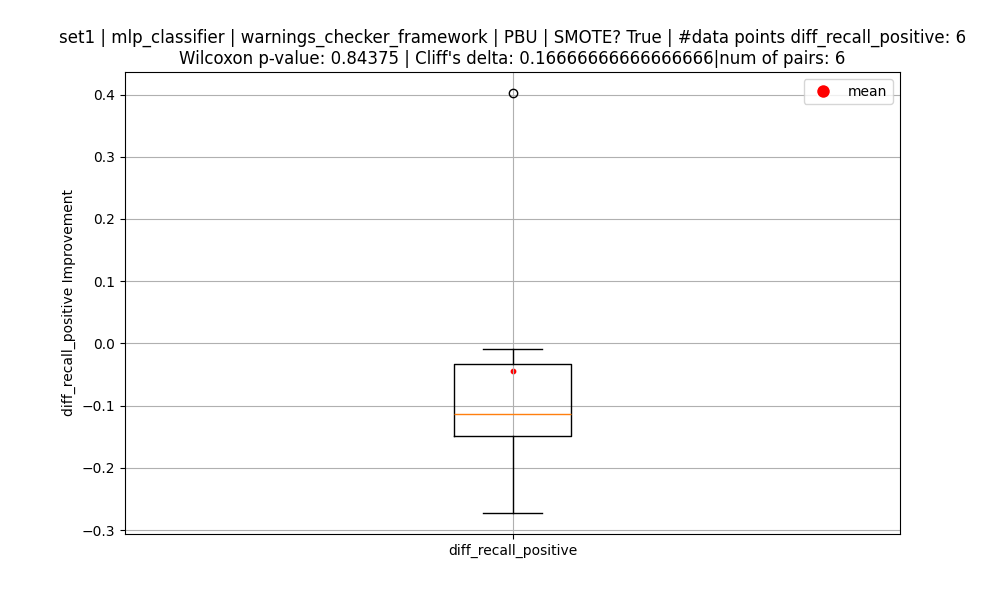 set1 | mlp_classifier | warnings_checker_framework | PBU | SMOTE? True | #data points diff_recall_positive: 6
Wilcoxon p-value: 0.84375 | Cliff's delta: 0.16666666666666666|num of pairs: 6
mean
0.4
0.3
0.2
0.1
0.0
−0.1
−0.2
−0.3
diff_recall_positive Improvement
diff_recall_positive